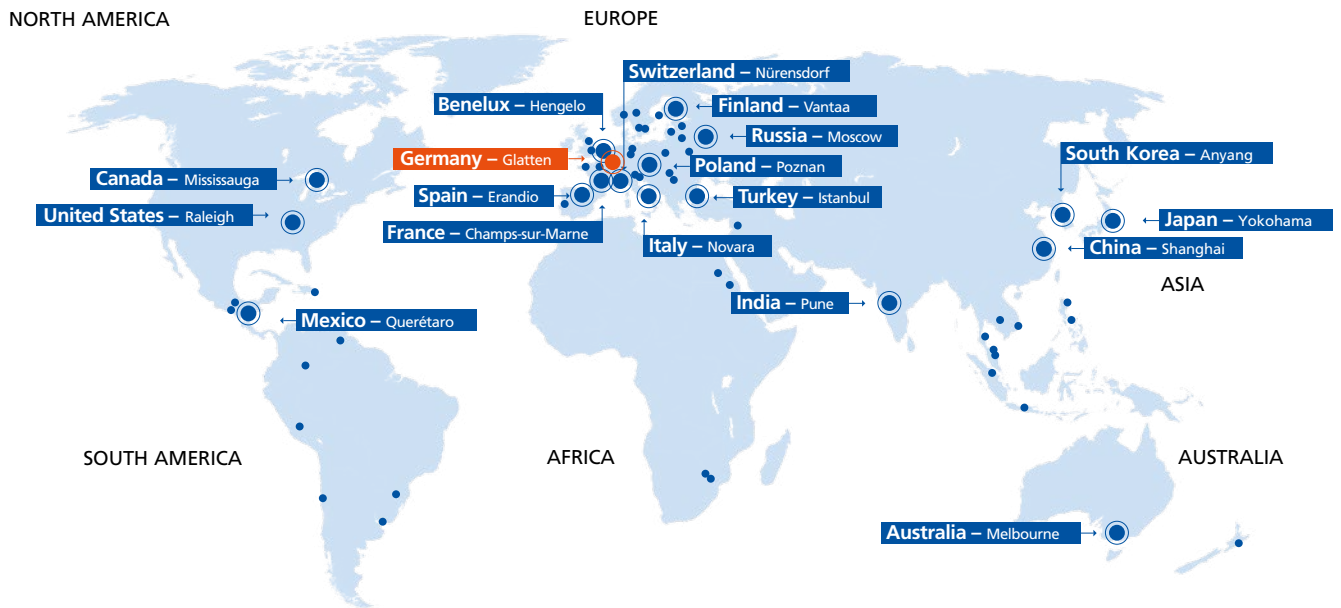 NORTH AMERICA
EUROPE
Switzerland – Nürensdorf
Benelux – Hengelo
Finland – Vantaa
Russia – Moscow
Germany – Glatten
Poland – Poznan
South Korea – Anyang
Canada – Mississauga
Spain – Erandio
Turkey – Istanbul
United States – Raleigh
Japan – Yokohama
France – Champs-sur-Marne
Italy – Novara
China – Shanghai
ASIA
India – Pune
Mexico – Querétaro
SOUTH AMERICA
AFRICA
AUSTRALIA
Australia – Melbourne